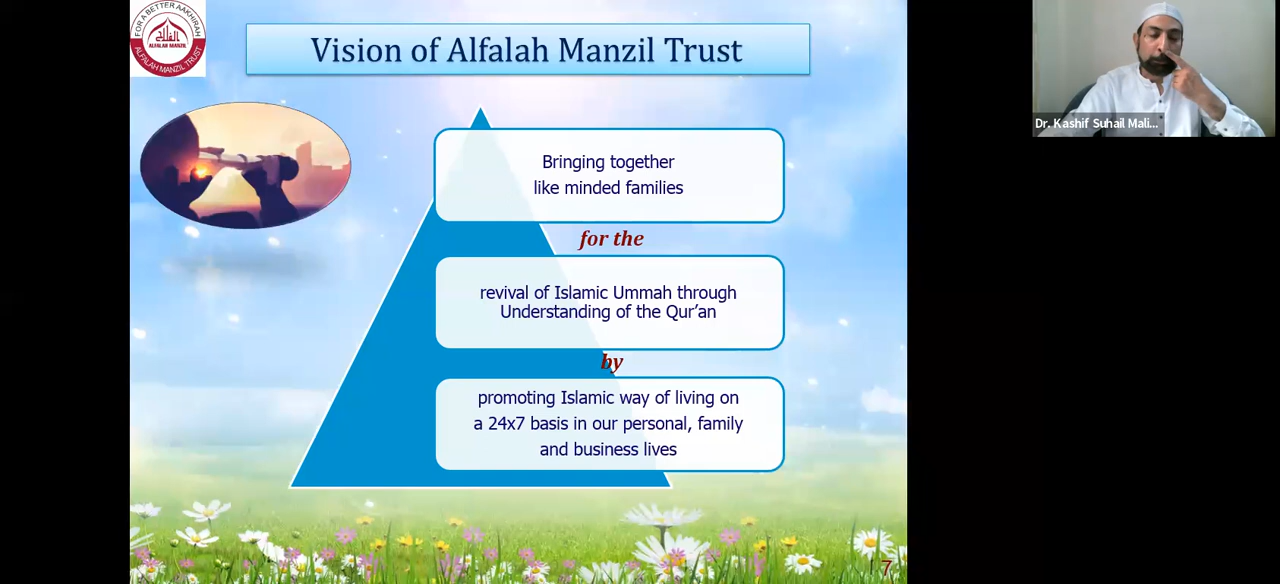 FOR A BETTER AAKHIRAH
الفلاح
ALFALAH MANZIL
ALFALAH MANZIL TRUST
Vision of Alfalah Manzil Trust
Dr. Kashif Suhail Mali...
Bringing together
like minded families
for the
revival of Islamic Ummah through
Understanding of the Qur'an
by
promoting Islamic way of living on
a 24x7 basis in our personal, family
and business lives
7